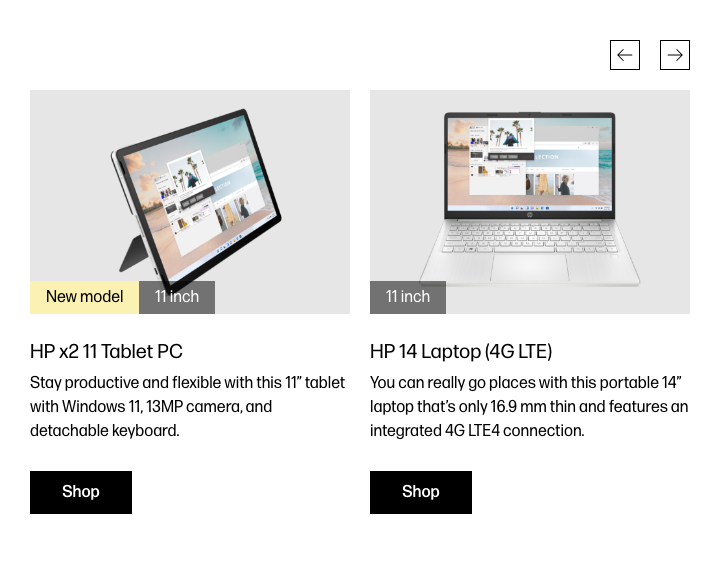 New model
11 inch
HP x2 11 Tablet PC
Stay productive and flexible with this 11” tablet
with Windows 11, 13MP camera, and
detachable keyboard.
Shop
11 inch
HP 14 Laptop (4G LTE)
You can really go places with this portable 14”
laptop that’s only 16.9 mm thin and features an
integrated 4G LTE4 connection.
Shop